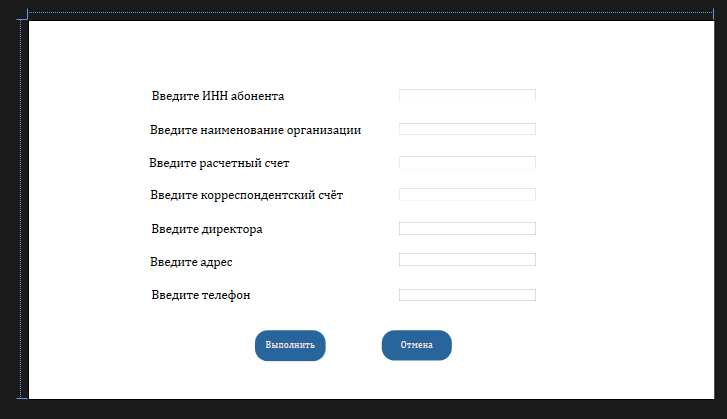 Введите ИНН абонента
Введите наименование организации
Введите расчетный счет
Введите корреспондентский счёт
Введите директора
Введите адрес
Введите телефон
Выполнить Отмена